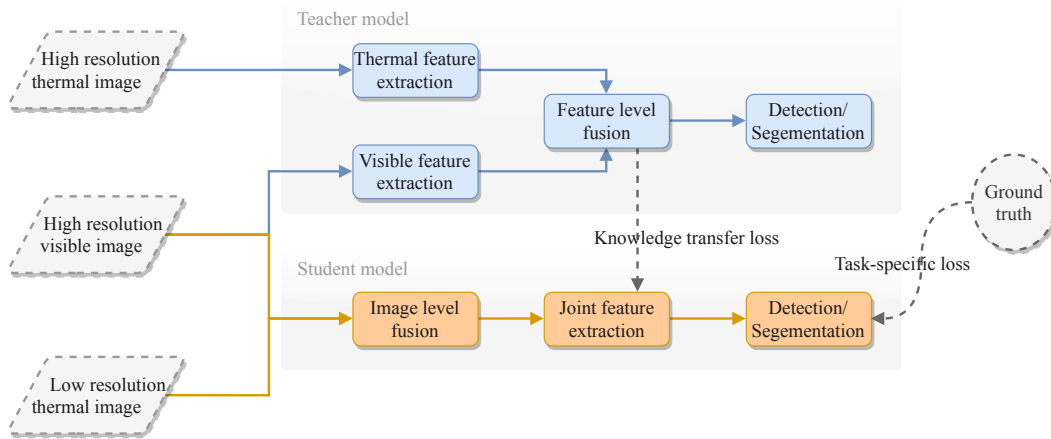 Teacher model
High resolution
thermal image
Thermal feature
extraction
Feature level
fusion
Detection/
Segementation
Visible feature
extraction
High resolution
visible image
Ground
truth
Knowledge transfer loss
Task-specific loss
Student model
Image level
fusion
Joint feature
extraction
Detection/
Segementation
Low resolution
thermal image